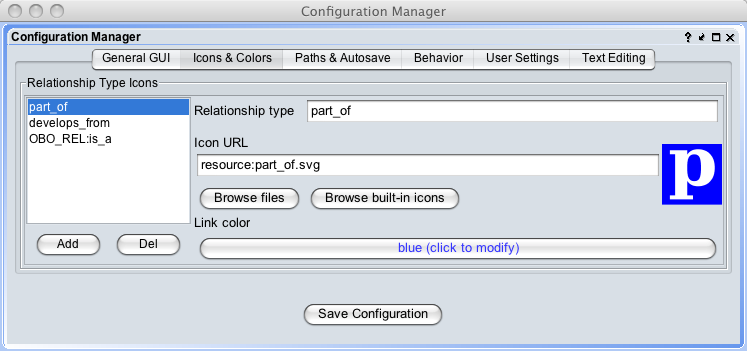 Configuration Manager
Configuration Manager
General GUI Icons & Colors Paths & Autosave Behavior User Settings Text Editing
Relationship Type Icons
part_of
develops_from
OBO_REL:is_a
Relationship type part_of
Icon URL
resource:part_of.svg
p
Browse files Browse built-in icons
Link color
Add Del
blue (click to modify)
Save Configuration